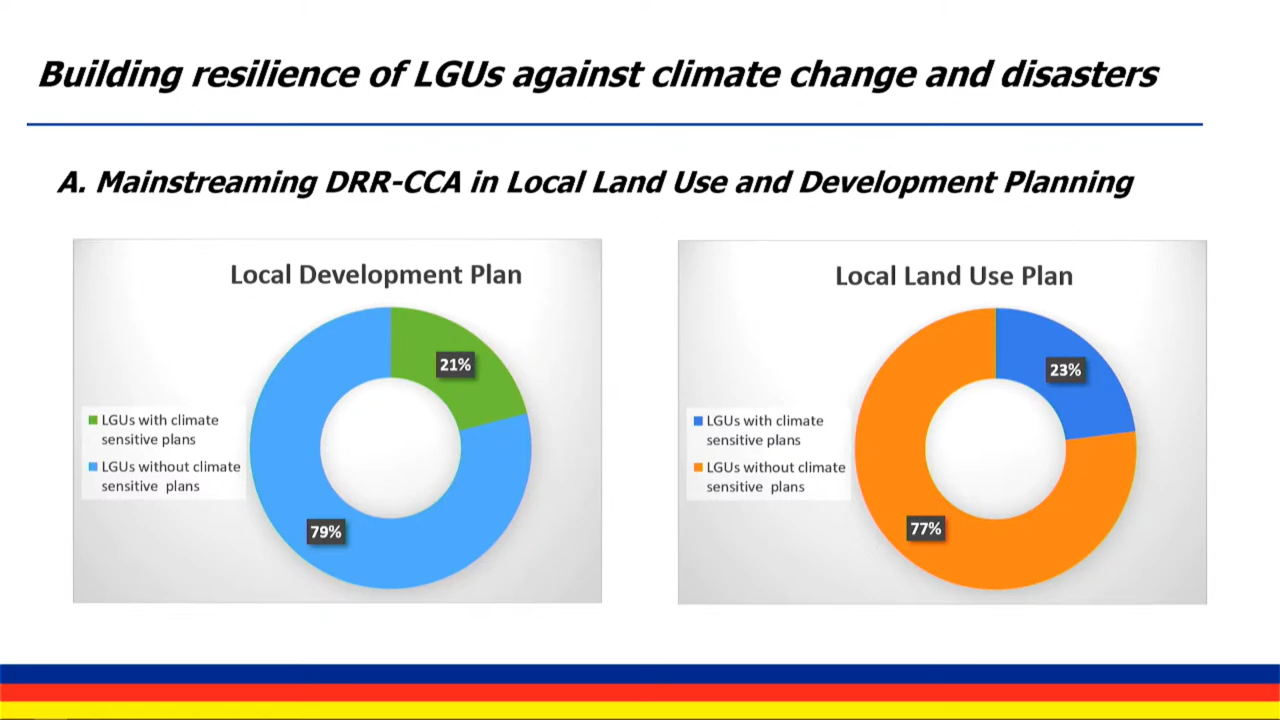 Building resilience of LGUs against climate change and disasters
A. Mainstreaming DRR-CCA in Local Land Use and Development Planning
Local Development Plan
21%
LGUs with climate
sensitive plans
LGUs without climate
sensitive plans
79%
Local Land Use Plan
23%
LGUs with climate
sensitive plans
LGUs without climate
sensitive plans
77%